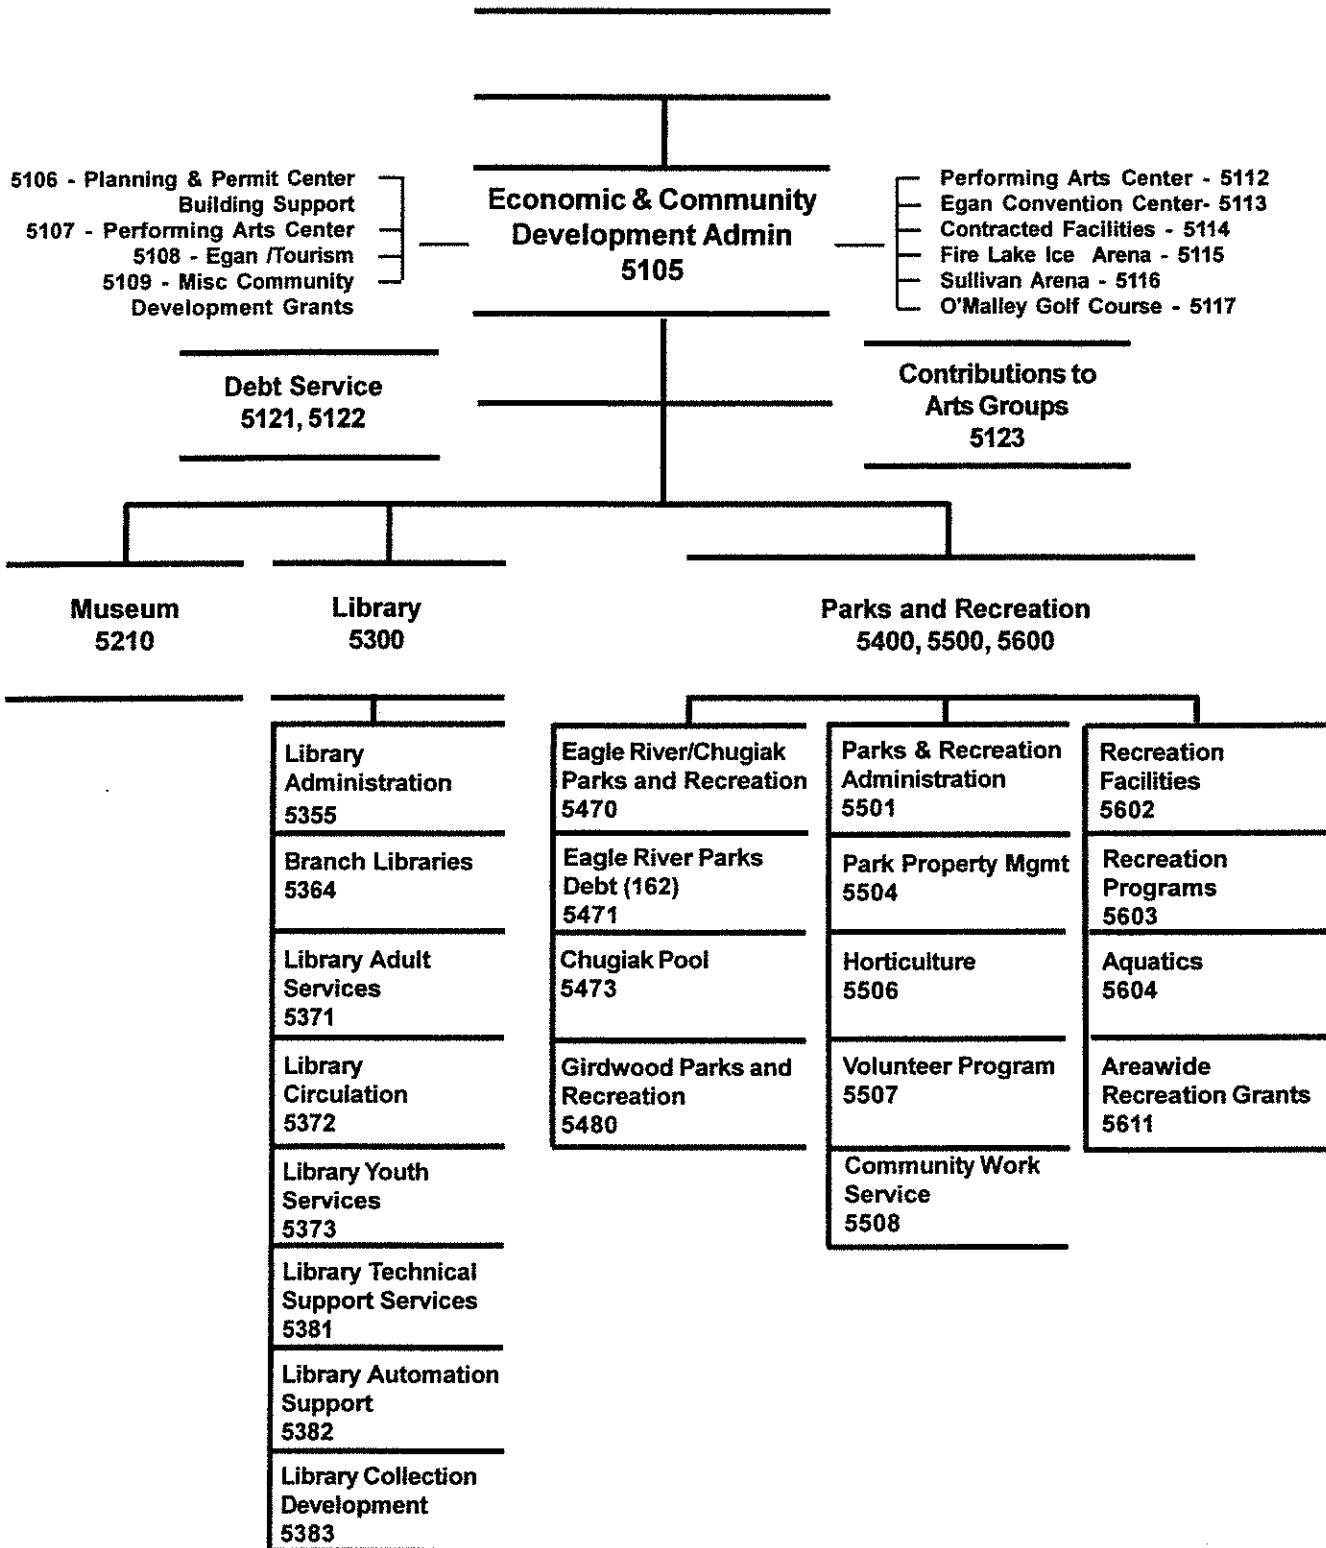 5106 - Planning & Permit Center
Building Support
5107 - Performing Arts Center
5108 - Egan /Tourism
5109 - Misc Community
Development Grants
Economic & Community
Development Admin
5105
Performing Arts Center - 5112
Egan Convention Center- 5113
Contracted Facilities - 5114
Fire Lake Ice Arena - 5115
Sullivan Arena - 5116
O'Malley Golf Course - 5117
Debt Service
5121, 5122
Contributions to
Arts Groups
5123
Museum
5210
Library
5300
Parks and Recreation
5400, 5500, 5600
Library
Administration
5355
Branch Libraries
5364
Library Adult
Services
5371
Library
Circulation
5372
Library Youth
Services
5373
Library Technical
Support Services
5381
Library Automation
Support
5382
Library Collection
Development
5383
Eagle River/Chugiak
Parks and Recreation
5470
Eagle River Parks
Debt (162)
5471
Chugiak Pool
5473
Girdwood Parks and
Recreation
5480
Parks & Recreation
Administration
5501
Park Property Mgmt
5504
Horticulture
5506
Volunteer Program
5507
Community Work
Service
5508
Recreation
Facilities
5602
Recreation
Programs
5603
Aquatics
5604
Areawide
Recreation Grants
5611